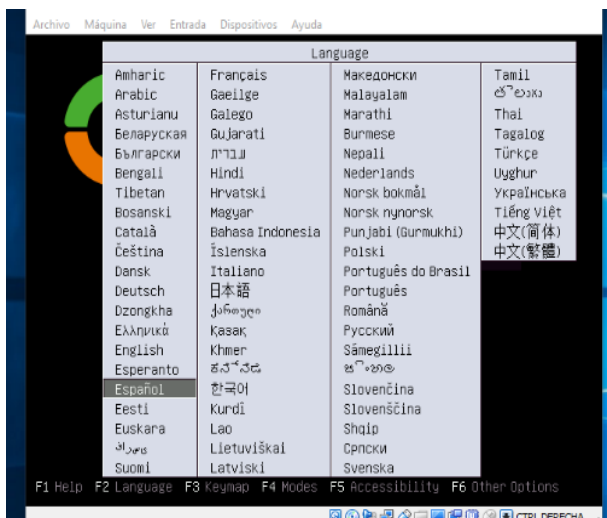 Archivo Máquina Ver Entrada Dispositivos Ayuda
Language
Amharic
Arabic
Asturianu
Беларуская
Български
Bengali
Tibetan
Bosanski
Català
Čeština
Dansk
Deutsch
Dzongkha
Ελληνικά
English
Esperanto
Español
Eesti
Euskara
Suomi
Français
Gaeilge
Galego
Gujarati
עברית
Hindi
Hrvatski
Magyar
Bahasa Indonesia
Íslenska
Italiano
日本語
ქართული
Қазақ
Khmer
한국어
Kurdî
Lao
Lietuviškai
Latviski
Македонски
Malayalam
Marathi
Burmese
Nepali
Nederlands
Norsk bokmål
Norsk nynorsk
Punjabi (Gurmukhi)
Polski
Português do Brasil
Português
Română
Русский
Sámegillii
Slovenčina
Slovenščina
Shqip
Српски
Svenska
Tamil
Thai
Tagalog
Türkçe
Uyghur
Українська
Tiếng Việt
中文(简体)
中文(繁體)
F1 Help F2 Language F3 Keymap F4 Modes F5 Accessibility F6 Other Options
CTRL DERECHA